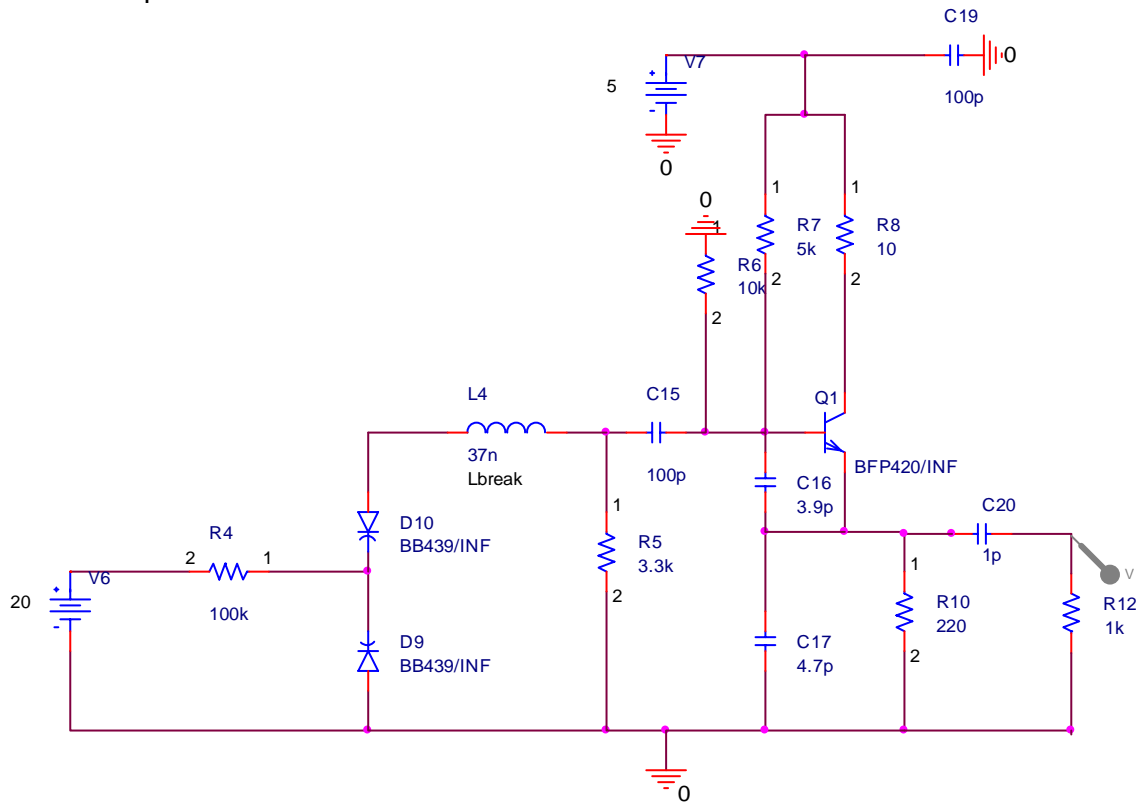 C19
0
V7
5
100p
0
0
1
1
1
R7
5k
R8
10
R6
10k
2
2
2
L4
C15
Q1
37n
Lbreak
100p
BFP420/INF
C16
3.9p
C20
1p
1
D10
BB439/INF
R4
2
1
R5
3.3k
V
V6
20
100k
2
1
R10
220
2
R12
1k
D9
BB439/INF
C17
4.7p
0